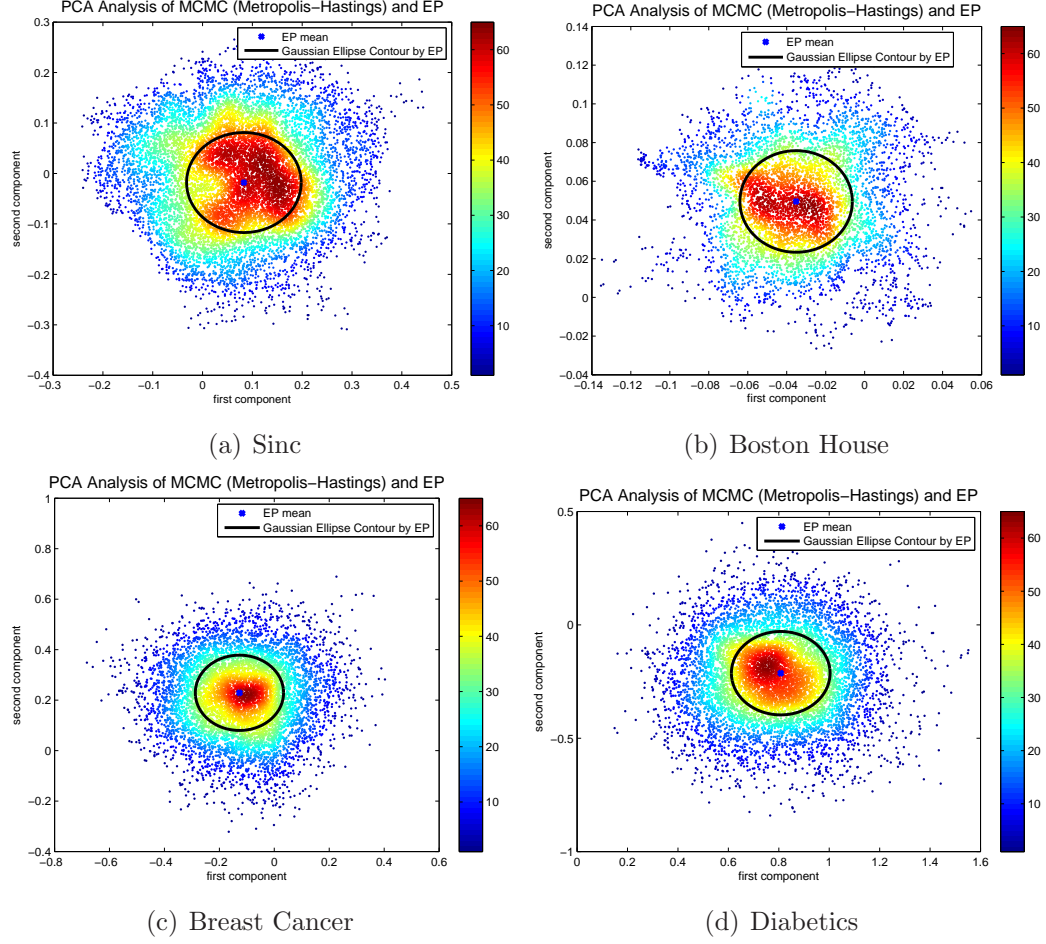 PCA Analysis of MCMC (Metropolis−Hastings) and EP
EP mean
Gaussian Ellipse Contour by EP
second component
0.3
0.2
0.1
0
−0.1
−0.2
−0.3
−0.4
−0.3 −0.2 −0.1 0 0.1 0.2 0.3 0.4 0.5
first component
60
50
40
30
20
10
(a) Sinc
PCA Analysis of MCMC (Metropolis−Hastings) and EP
EP mean
Gaussian Ellipse Contour by EP
second component
0.14
0.12
0.1
0.08
0.06
0.04
0.02
0
−0.02
−0.04
−0.14 −0.12 −0.1 −0.08 −0.06 −0.04 −0.02 0 0.02 0.04 0.06
first component
60
50
40
30
20
10
(b) Boston House
PCA Analysis of MCMC (Metropolis−Hastings) and EP
EP mean
Gaussian Ellipse Contour by EP
second component
1
0.8
0.6
0.4
0.2
0
−0.2
−0.4
−0.8 −0.6 −0.4 −0.2 0 0.2 0.4 0.6
first component
60
50
40
30
20
10
(c) Breast Cancer
PCA Analysis of MCMC (Metropolis−Hastings) and EP
EP mean
Gaussian Ellipse Contour by EP
second component
0.5
0
−0.5
−1
0 0.2 0.4 0.6 0.8 1 1.2 1.4 1.6
first component
60
50
40
30
20
10
(d) Diabetics